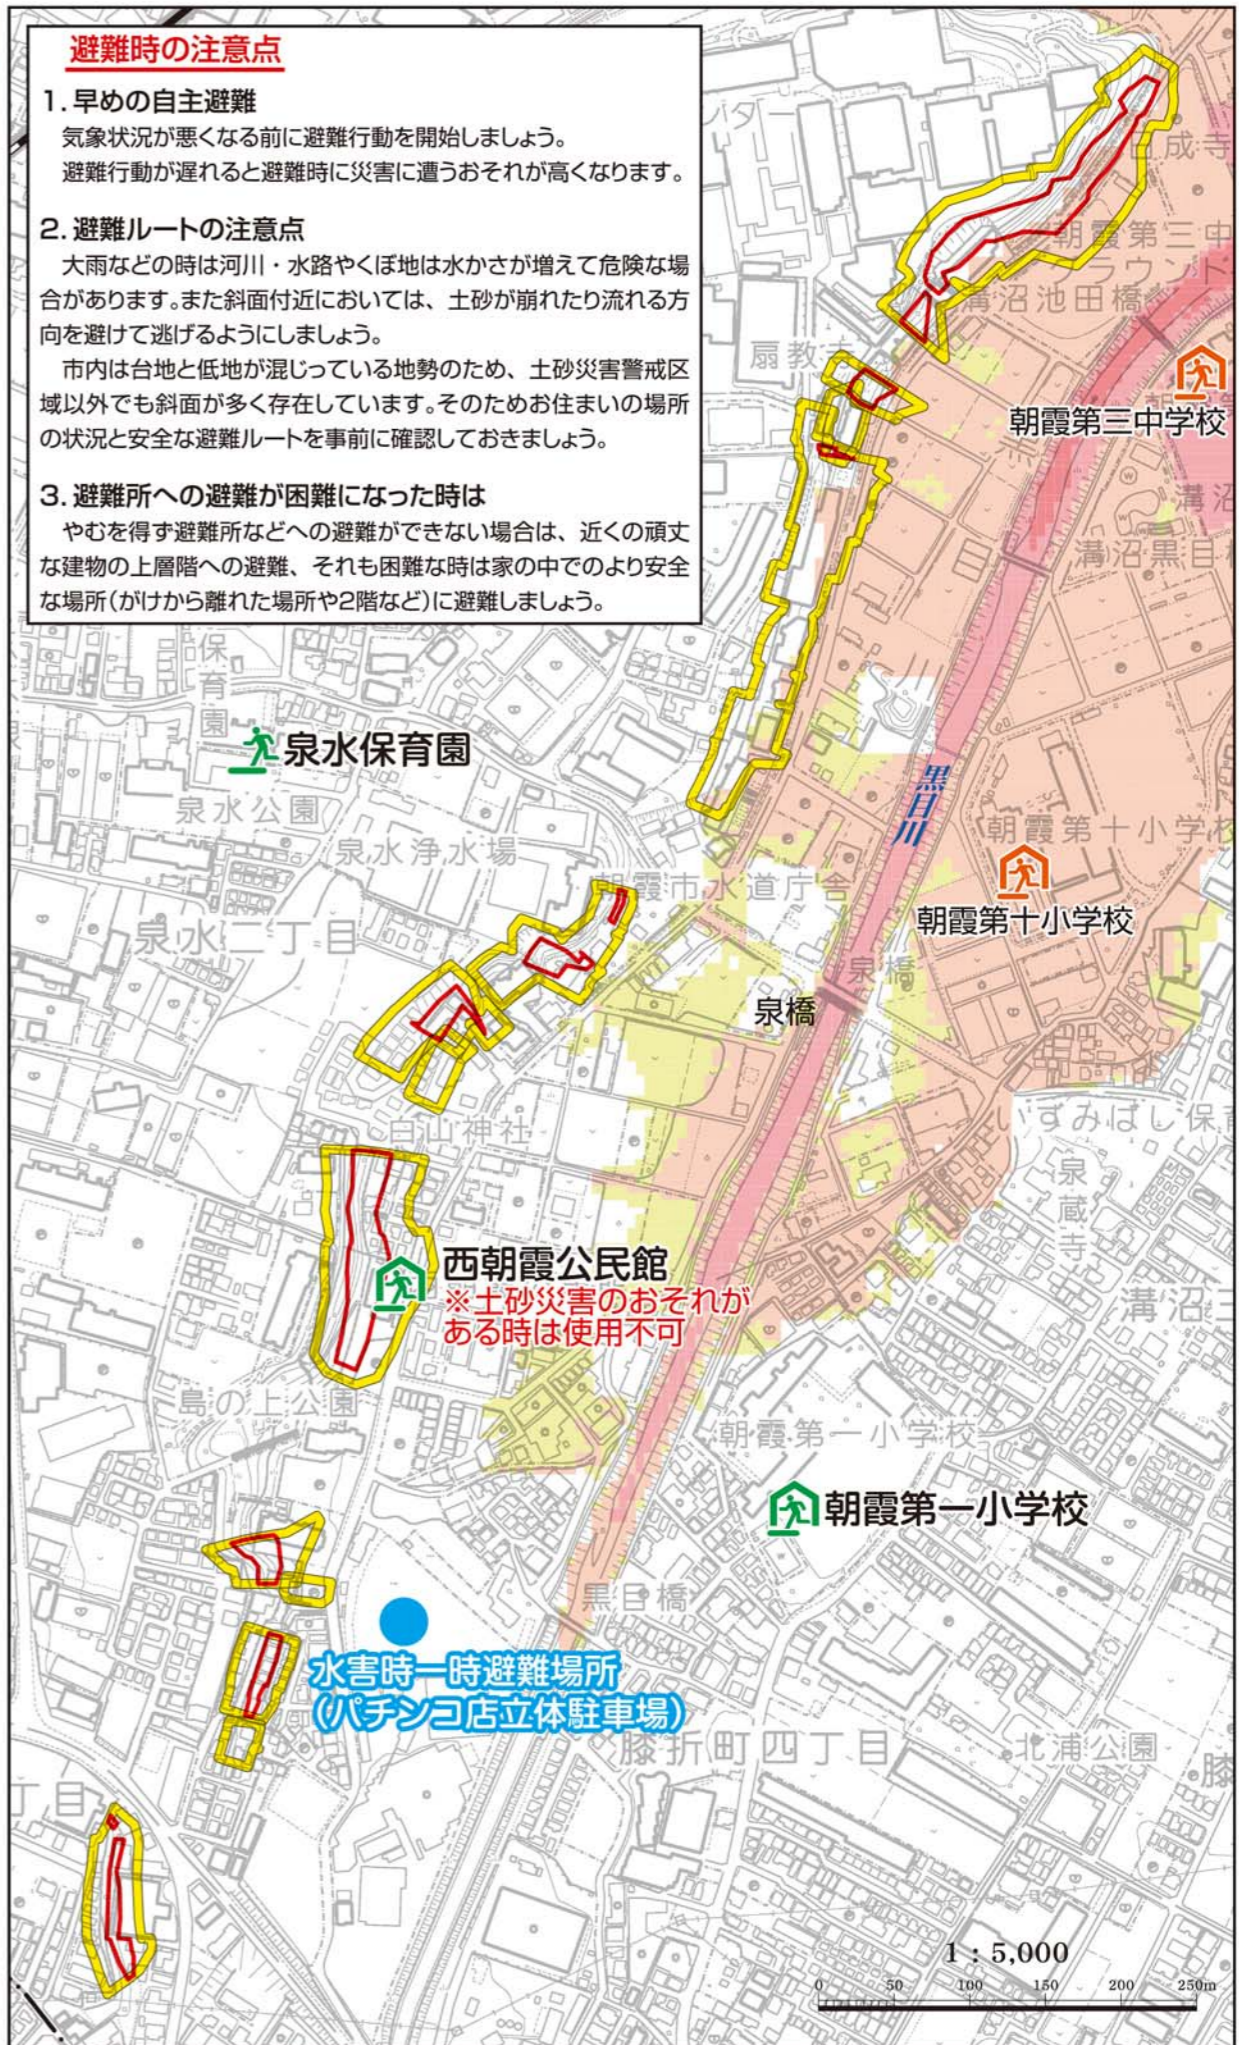 避難時の注意点
1. 早めの自主避難
気象状況が悪くなる前に避難行動を開始しましょう。
避難行動が遅れると避難時に災害に遭うおそれが高くなります。
2. 避難ルートの注意点
大雨などの時は河川・水路やくぼ地は水かさが増えて危険な場
合があります。また斜面付近においては、土砂が崩れたり流れる方
向を避けて逃げるようにしましょう。
市内は台地と低地が混じっている地勢のため、土砂災害警戒区
域以外でも斜面が多く存在しています。そのためお住まいの場所
の状況と安全な避難ルートを事前に確認しておきましょう。
3. 避難所への避難が困難になった時は
やむを得ず避難所などへの避難ができない場合は、近くの頑丈
な建物の上層階への避難、それも困難な時は家の中でのより安全
な場所(がけから離れた場所や2階など)に避難しましょう。
ンター
成寺
朝霞第三中
ラウンド
溝沼池田橋
扇教
朝霞第三中学校
溝沼
溝沼黒目
保育園
泉水保育園
泉水公園
黒目川
朝霞第十小学校
泉水浄水場
朝霞市水道庁舎
朝霞第十小学校
泉水二丁目
泉橋
泉橋
白山神社
いずみばし保育
泉蔵寺
西朝霞公民館
※土砂災害のおそれが
ある時は使用不可
溝沼三
島の上公園
朝霞第一小学校
朝霞第一小学校
黒目橋
水害時一時避難場所
(パチンコ店立体駐車場)
膝折町四丁目
北浦公園
膝
丁目
1 : 5,000
0 50 100 150 200 250m